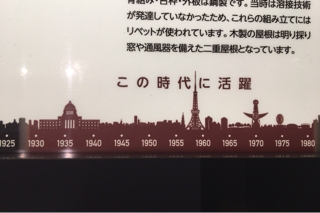 骨組み・台枠・外板は鋼製です。当時は溶接技術
が発達していなかったため、これらの組み立てには
リベットが使われています。木製の屋根は明り採り
窓や通風器を備えた二重屋根となっています。
この時代に活躍
1925 1930 1935 1940 1945 1950 1955 1960 1965 1970 1975 1980